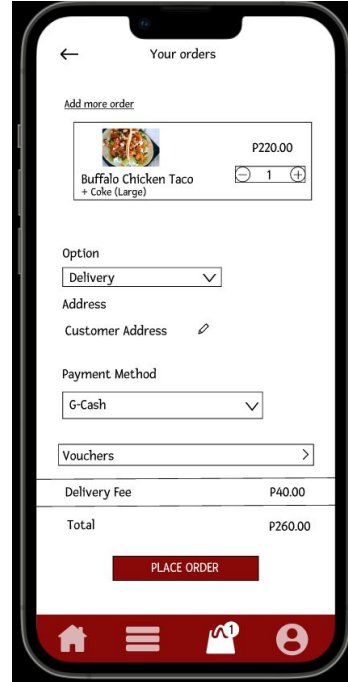 Your orders
Add more order
P220.00
Buffalo Chicken Taco
1
+ Coke (Large)
Option
Delivery
Address
Customer Address
Payment Method
G-Cash
Vouchers
Delivery Fee P40.00
Total P260.00
PLACE ORDER
1